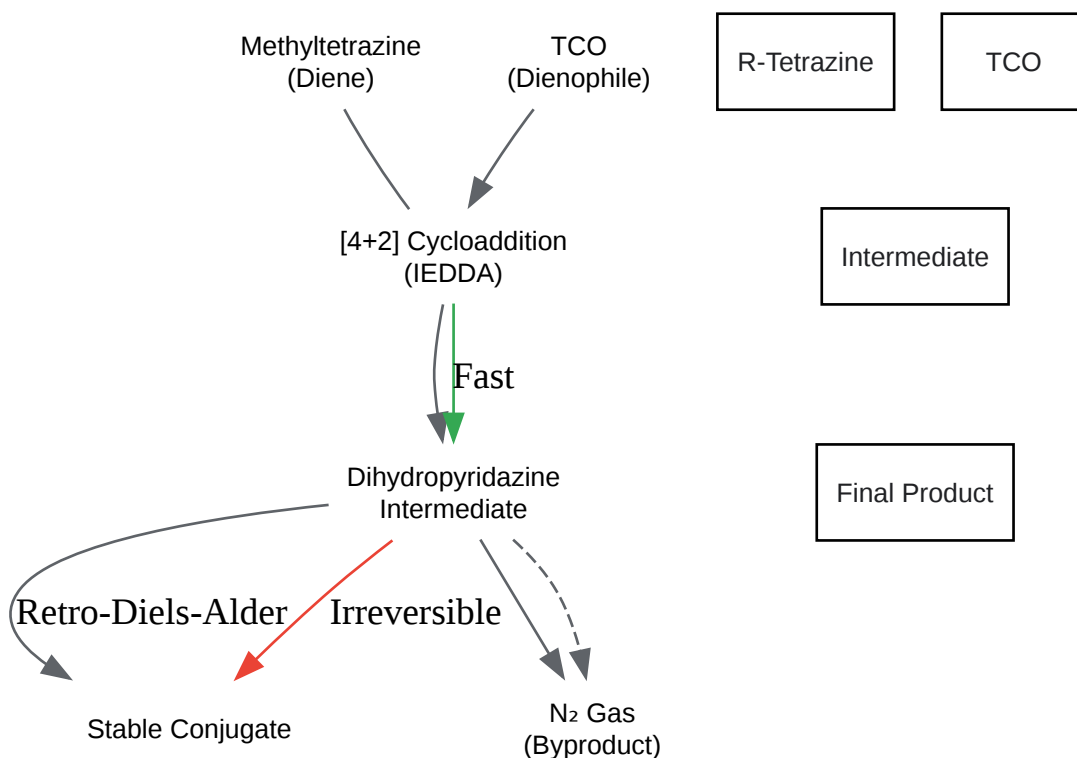 Methyltetrazine
(Diene)
TCO
(Dienophile)
R-Tetrazine
TCO
[4+2] Cycloaddition
(IEDDA)
Intermediate
Fast
Dihydropyridazine
Intermediate
Final Product
Retro-Diels-Alder
Irreversible
Stable Conjugate
N₂ Gas
(Byproduct)